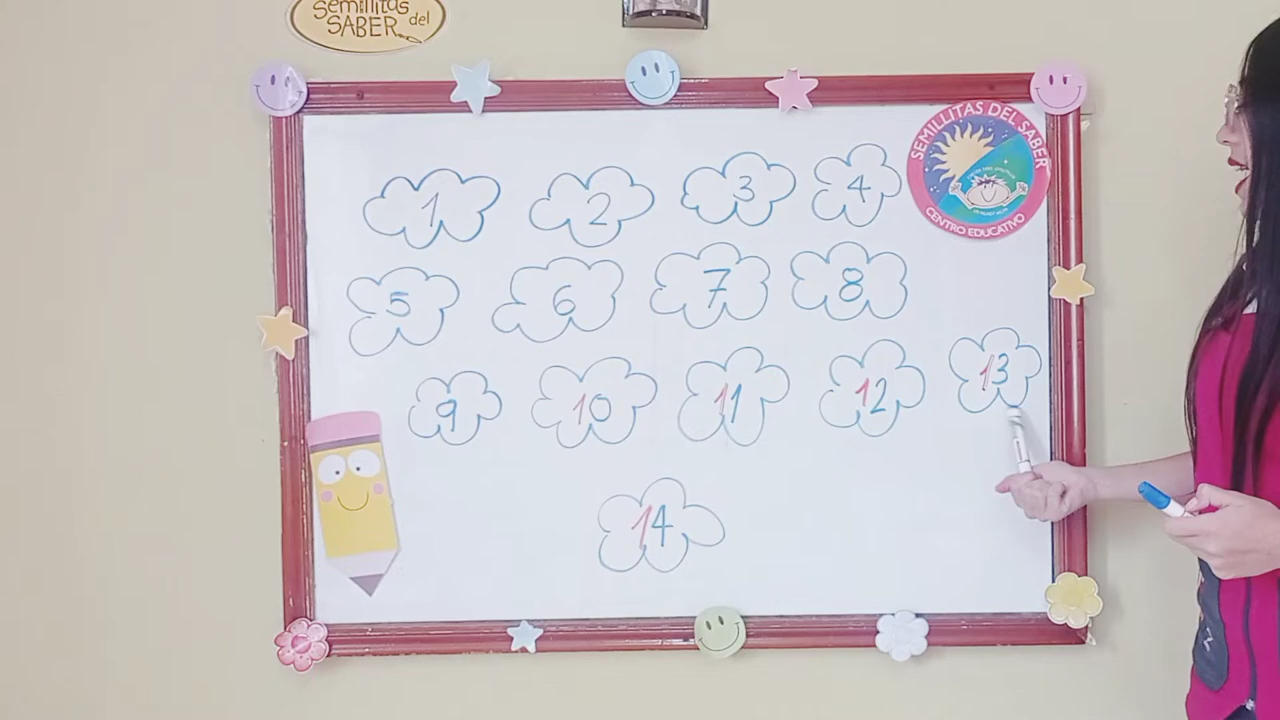 Semillitas
del
SABER
SEMILLITAS DEL SABER
CENTRO EDUCATIVO
1 2 3 4
5 6 7 8
9 10 11 12 13
14